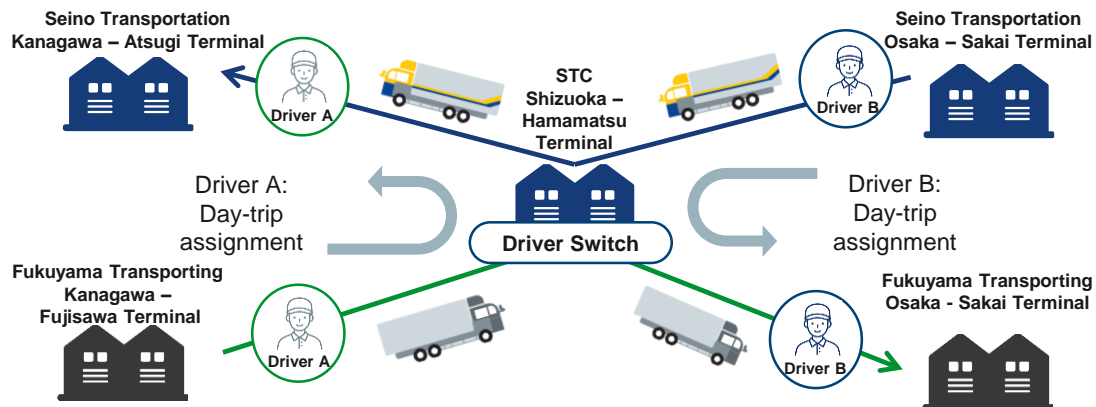 Seino Transportation
Kanagawa – Atsugi Terminal
Driver A
STC
Shizuoka –
Hamamatsu
Terminal
Driver B
Seino Transportation
Osaka – Sakai Terminal
Driver A:
Day-trip
assignment
Driver Switch
Driver B:
Day-trip
assignment
Fukuyama Transporting
Kanagawa –
Fujisawa Terminal
Driver A
Driver B
Fukuyama Transporting
Osaka - Sakai Terminal